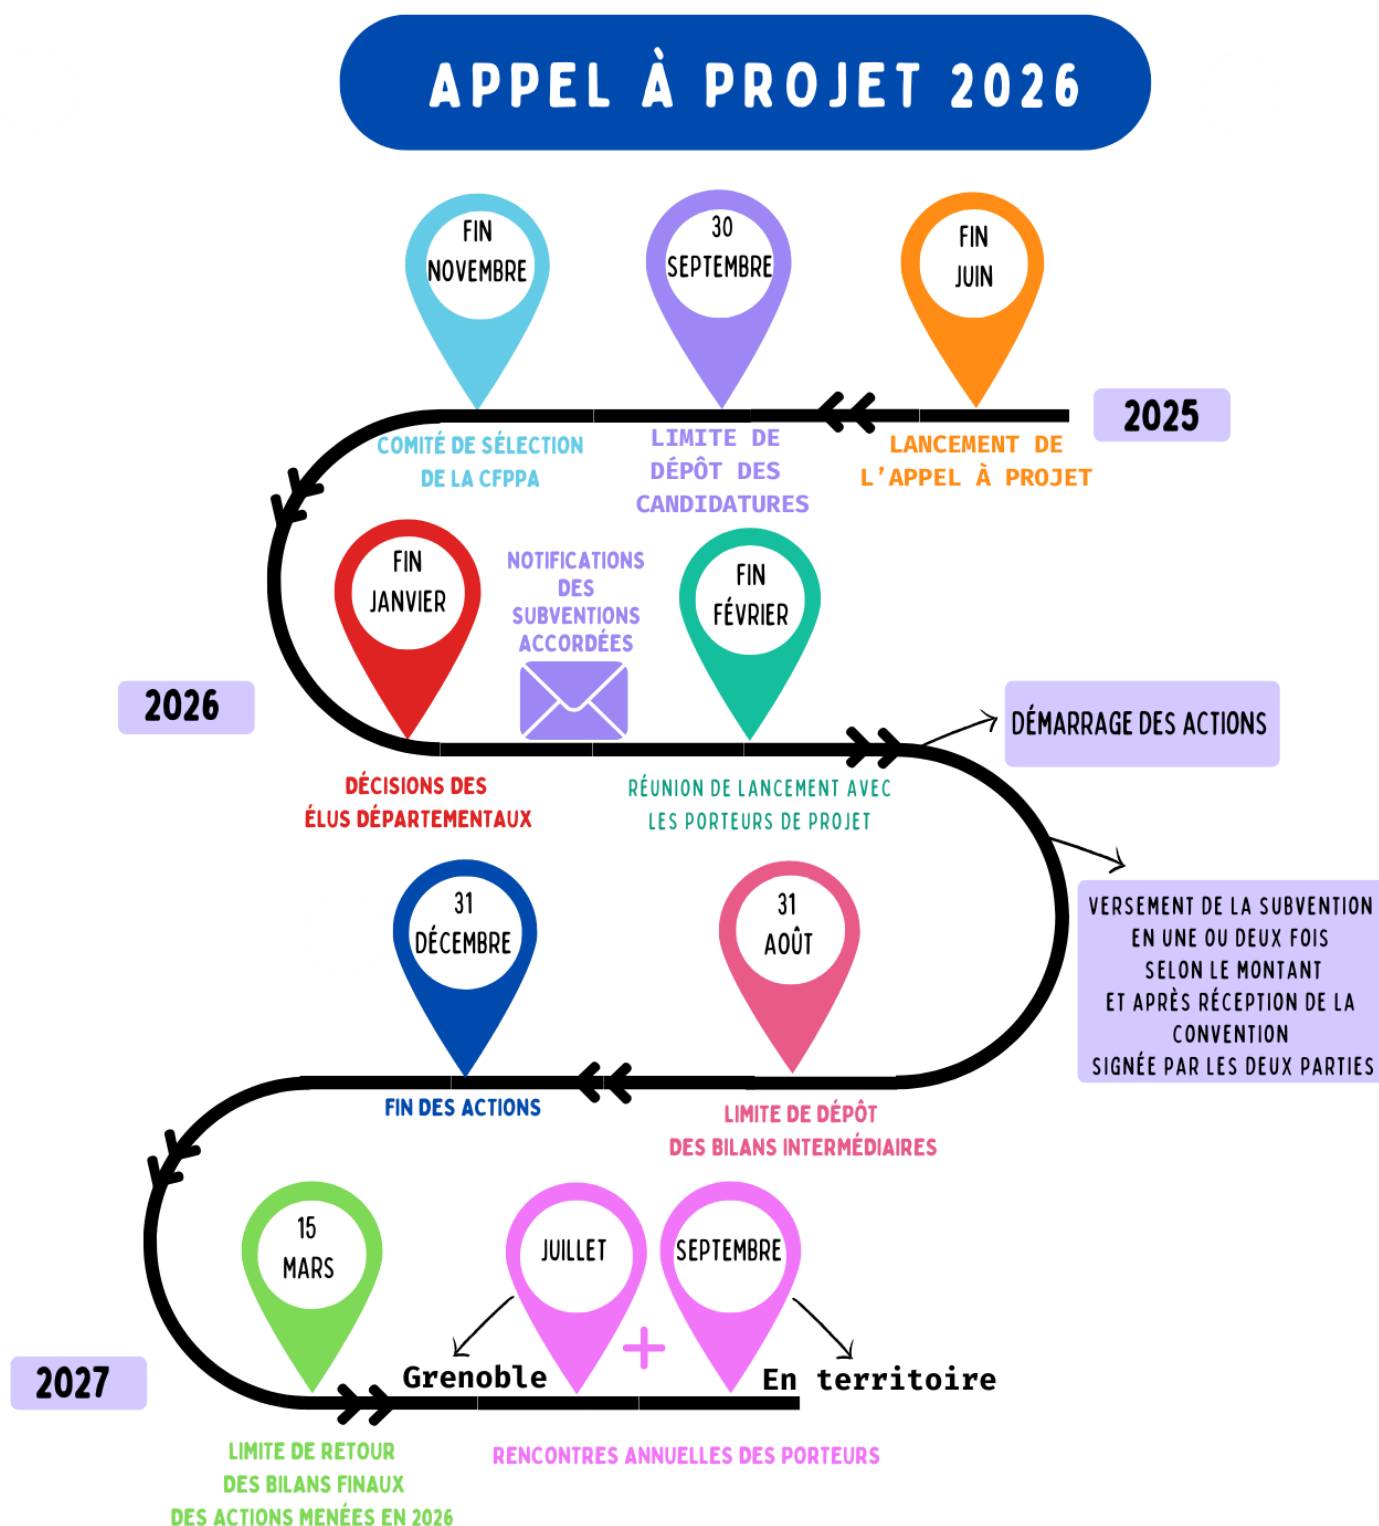 APPEL À PROJET 2026
FIN
JUIN
30
SEPTEMBRE
FIN
NOVEMBRE
2025
LANCEMENT DE
L'APPEL À PROJET
LIMITE DE
DÉPÔT DES
CANDIDATURES
COMITÉ DE SÉLECTION
DE LA CFPPA
2026
FIN
JANVIER
NOTIFICATIONS
DES
SUBVENTIONS
ACCORDÉES
FIN
FÉVRIER
DÉMARRAGE DES ACTIONS
DÉCISIONS DES
ÉLUS DÉPARTEMENTAUX
RÉUNION DE LANCEMENT AVEC
LES PORTEURS DE PROJET
VERSEMENT DE LA SUBVENTION
EN UNE OU DEUX FOIS
SELON LE MONTANT
ET APRÈS RÉCEPTION DE LA
CONVENTION
SIGNÉE PAR LES DEUX PARTIES
31
AOÛT
31
DÉCEMBRE
LIMITE DE DÉPÔT
DES BILANS INTERMÉDIAIRES
FIN DES ACTIONS
2027
15
MARS
JUILLET
+
SEPTEMBRE
Grenoble
En territoire
LIMITE DE RETOUR
DES BILANS FINAUX
DES ACTIONS MENÉES EN 2026
RENCONTRES ANNUELLES DES PORTEURS